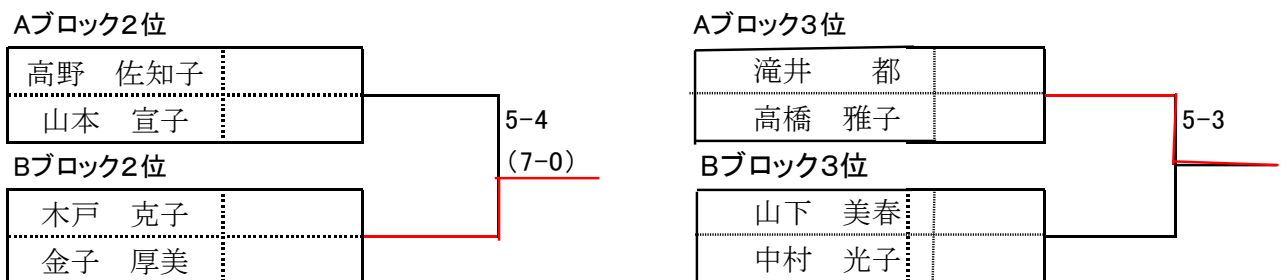 Aブロック２位
高野　佐知子
山本　宣子
5-4
(7-0)
Bブロック２位
木戸　克子
金子　厚美
Aブロック３位
滝井　　都
高橋　雅子
5-3
Bブロック３位
山下　美春
中村　光子